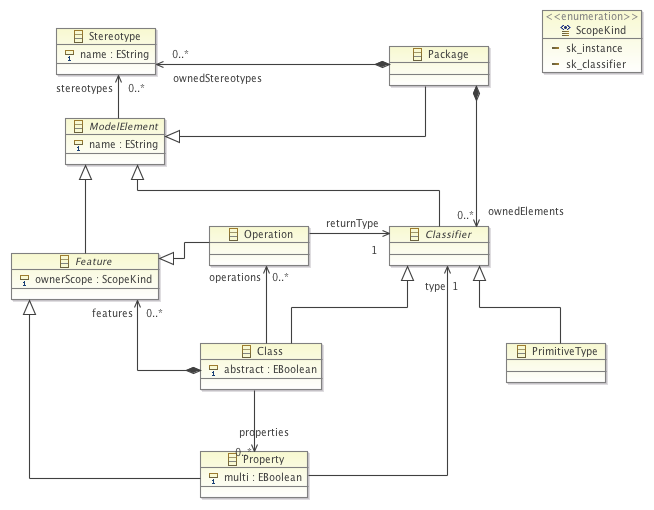 <<enumeration>>
ScopeKind
sk_instance
sk_classifier
Stereotype
name : EString
0..*
ownedStereotypes
Package
stereotypes
0..*
ModelElement
name : EString
0..*
ownedElements
Operation
returnType
1
Classifier
Feature
ownerScope : ScopeKind
operations
0..*
type
1
features
0..*
Class
abstract : EBoolean
PrimitiveType
properties
0..*
Property
multi : EBoolean